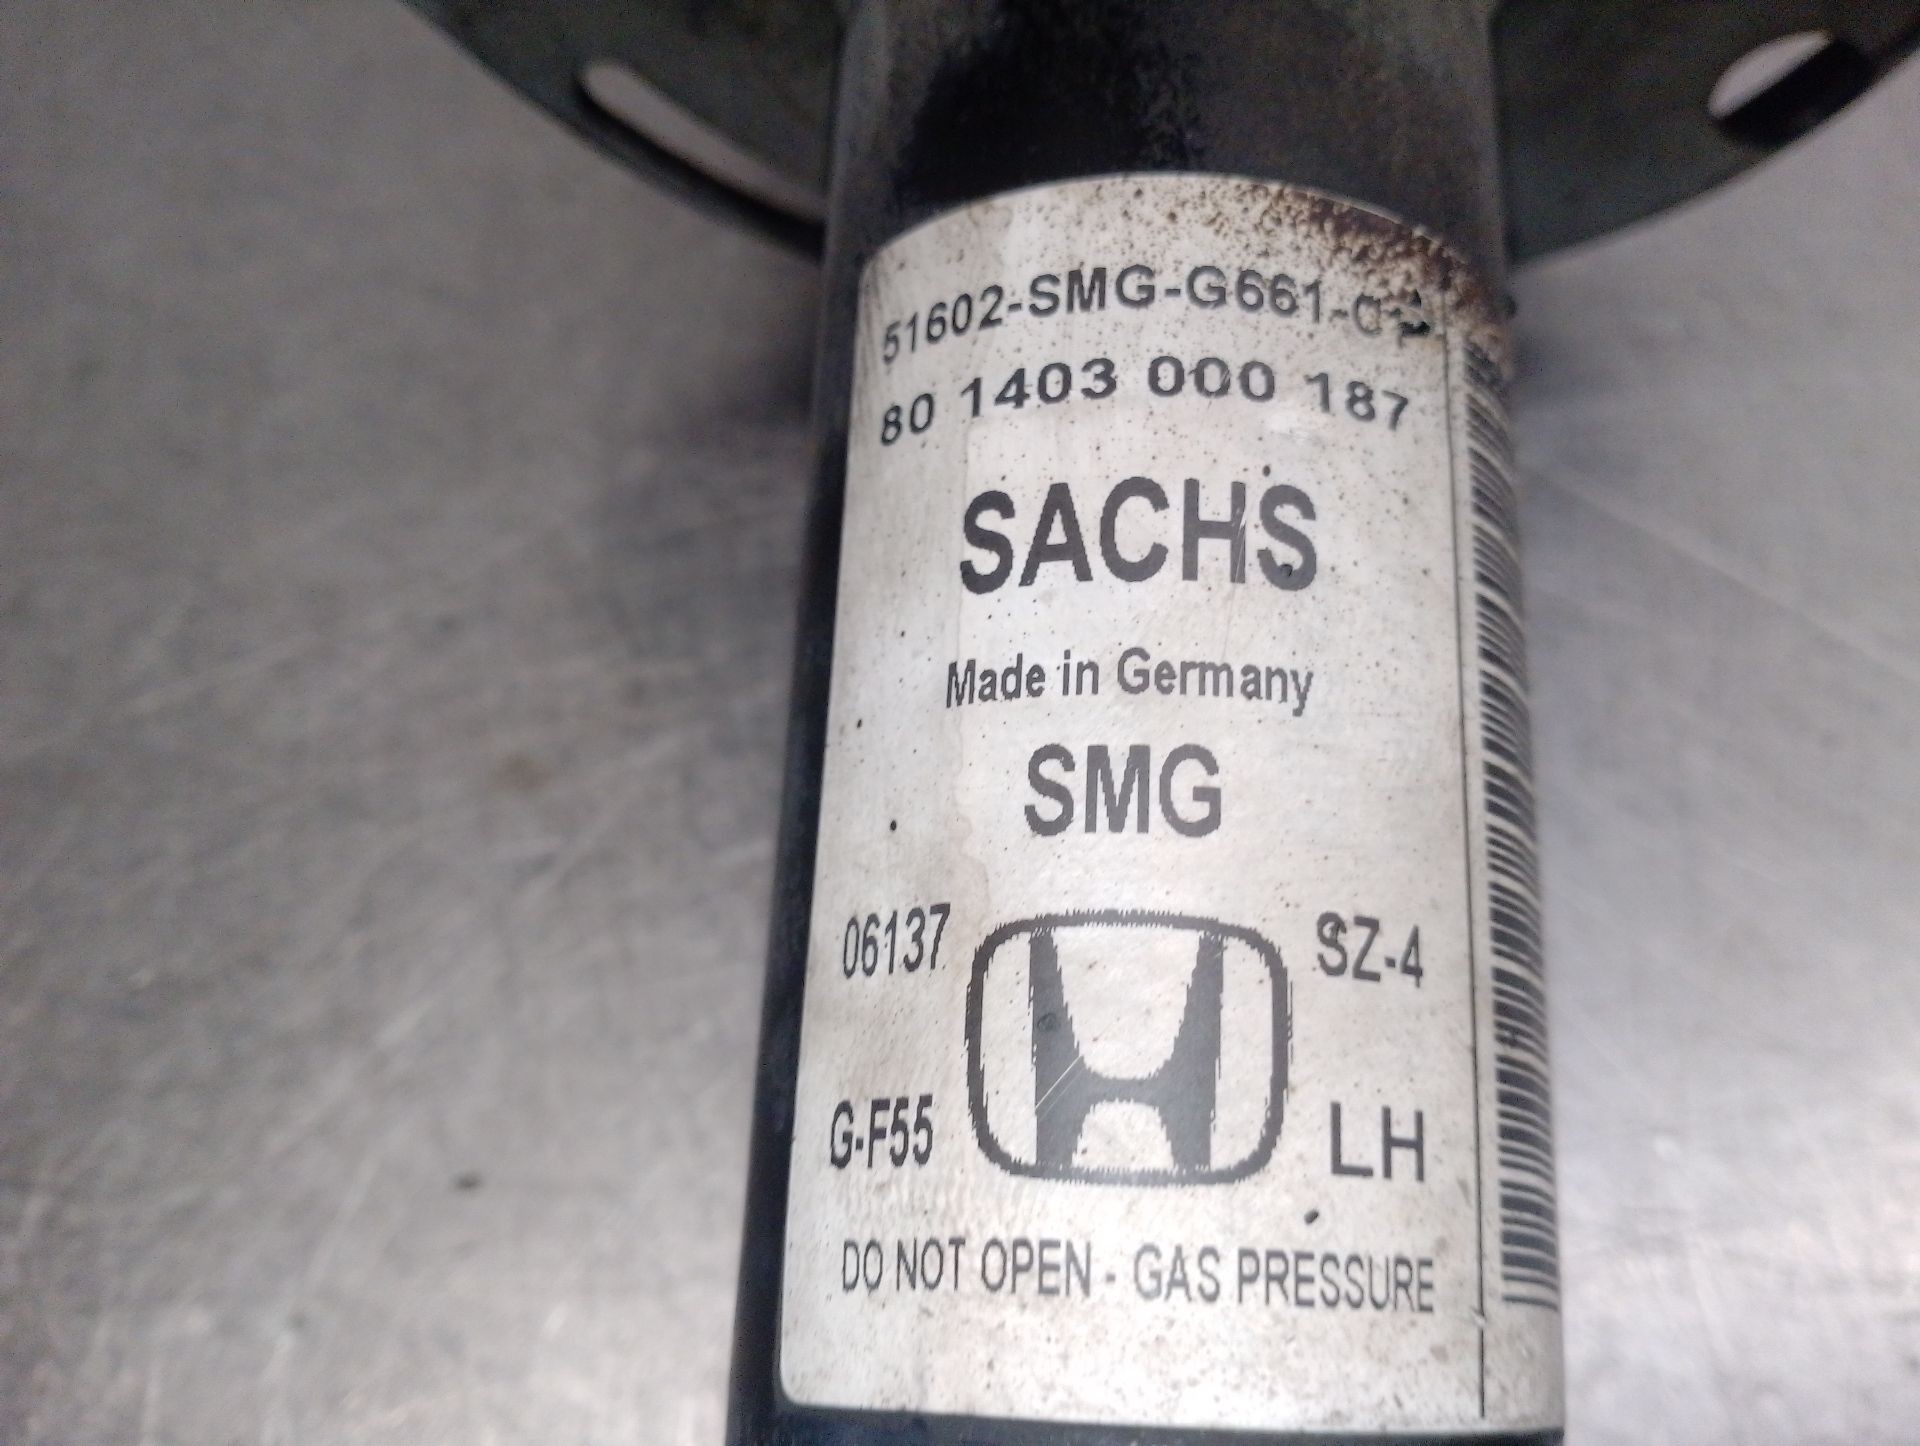 51602-SMG-G661-
80 1403 000 187
SACHS
Made in Germany
SMG
06137 SZ-4
G-F55 LH
DO NOT OPEN - GAS PRESSURE